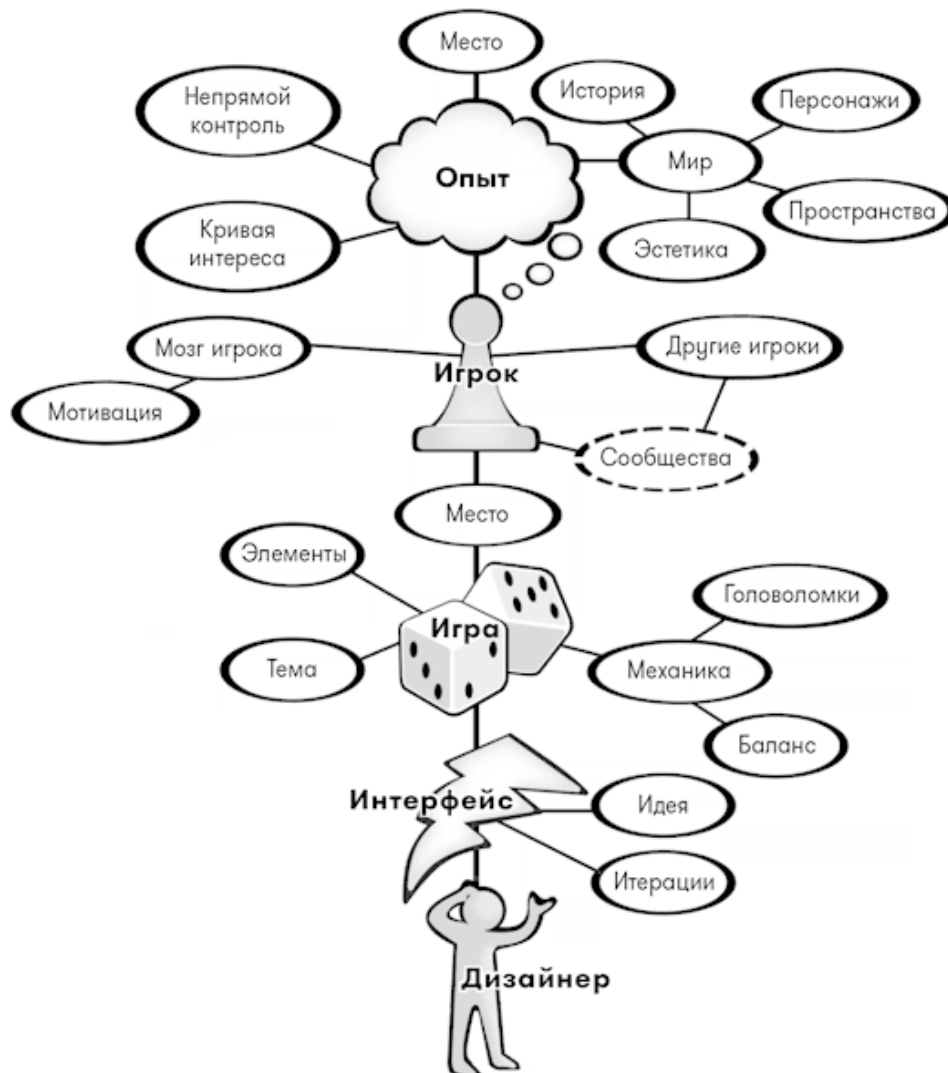 Место
История
Персонажи
Непрямой
контроль
Мир
Опыт
Пространства
Кривая
интереса
Эстетика
Мозг игрока
Другие игроки
Игрок
Мотивация
Сообщества
Место
Элементы
Головоломки
Игра
Тема
Механика
Баланс
Интерфейс
Идея
Итерации
Дизайнер